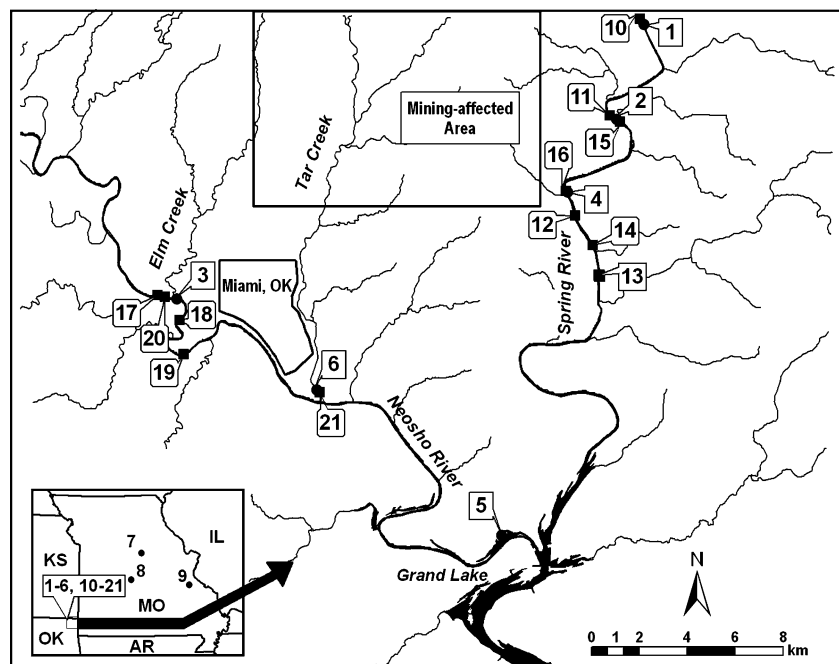 10
1
Mining-affected
Area
Tar Creek
11
2
15
16
4
12
14
Spring River
13
Elm Creek
3
Miami, OK
17
20
18
19
6
21
Neosho River
5
Grand Lake
KS
IL
7
8
9
1-6, 10-21
MO
OK
AR
N
0 1 2 4 6 8
km